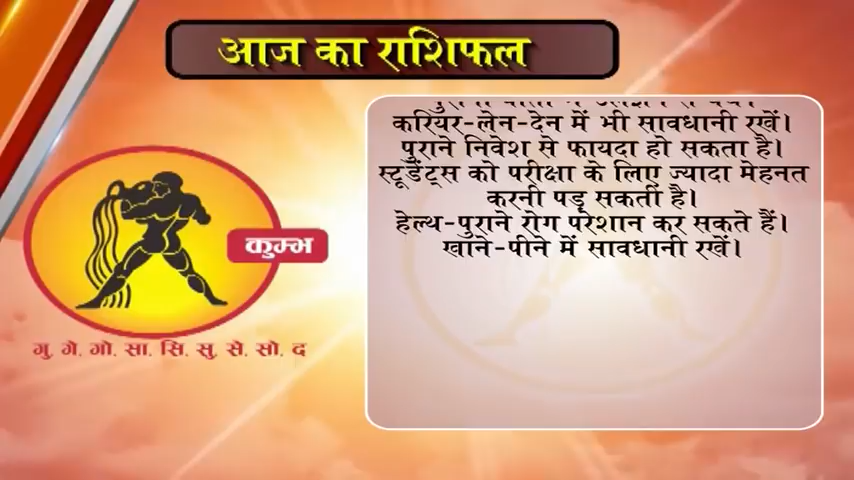 आज का राशिफल
करियर-लेन-देन में भी सावधानी रखें।
पुराने निवेश से फायदा हो सकता है।
स्टूडेंट्स को परीक्षा के लिए ज्यादा मेहनत
करनी पड़ सकती है।
हेल्थ-पुराने रोग परेशान कर सकते हैं।
खाने-पीने में सावधानी रखें।
कुम्भ
गु, गे, गो, सा, सि, सु, से, सो, द